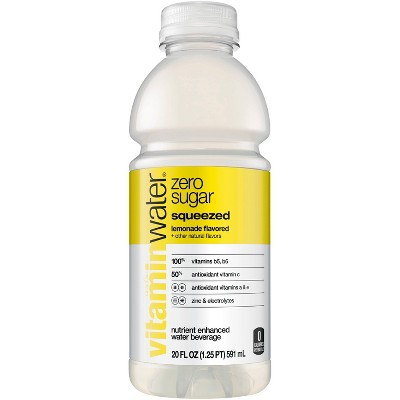 vitaminwater®
zero
sugar
squeezed
lemonade flavored
+ other natural flavors
100% vitamins b5, b6
50% antioxidant vitamin c
antioxidant vitamins a & e
zinc & electrolytes
nutrient enhanced
water beverage
0
20 FL OZ (1.25 PT) 591 mL